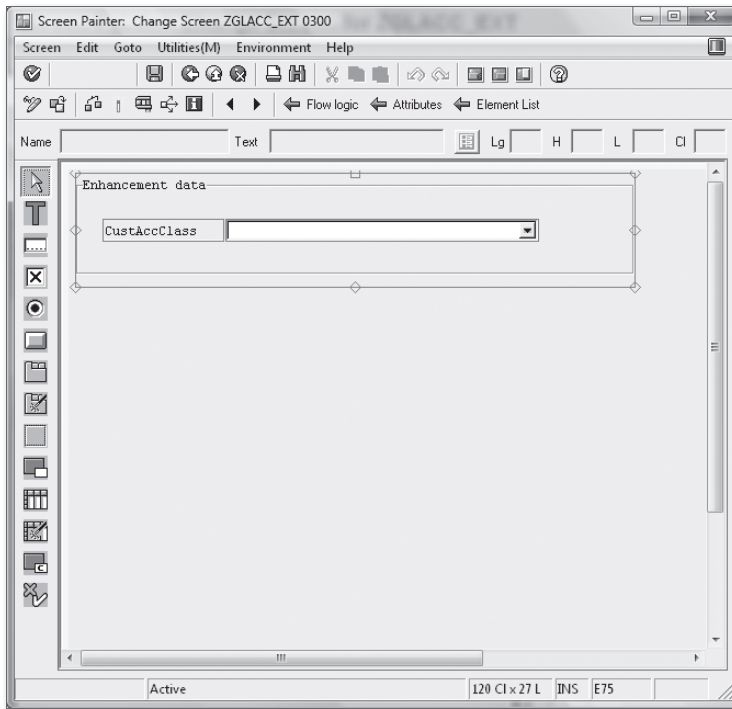 Screen Painter: Change Screen ZGLACC_EXT 0300
Screen Edit Goto Utilities(M) Environment Help
Flow logic Attributes Element List
Name Text Lg H L Cl
Enhancement data
CustAccClass
Active 120 Cl x 27 L INS E75